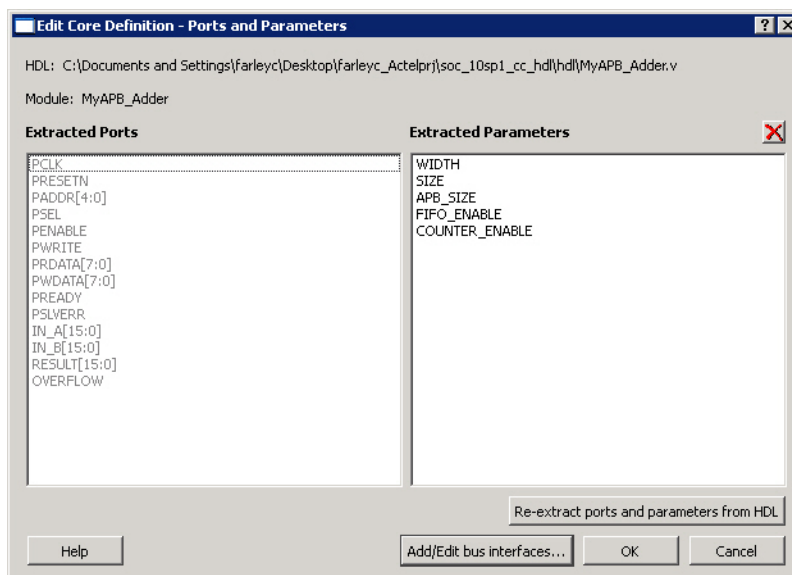 Edit Core Definition - Ports and Parameters
HDL: C:\Documents and Settings\farleyc\Desktop\farleyc_Actelprj\soc_10sp1_cc_hdl\hdl\MyAPB_Adder.v
Module: MyAPB_Adder
Extracted Ports
PCLK
PRESETN
PADDR[4:0]
PSEL
PENABLE
PWRITE
PRDATA[7:0]
PWDATA[7:0]
PREADY
PSLVERR
IN_A[15:0]
IN_B[15:0]
RESULT[15:0]
OVERFLOW
Extracted Parameters
WIDTH
SIZE
APB_SIZE
FIFO_ENABLE
COUNTER_ENABLE
Re-extract ports and parameters from HDL
Help
Add/Edit bus interfaces...
OK
Cancel